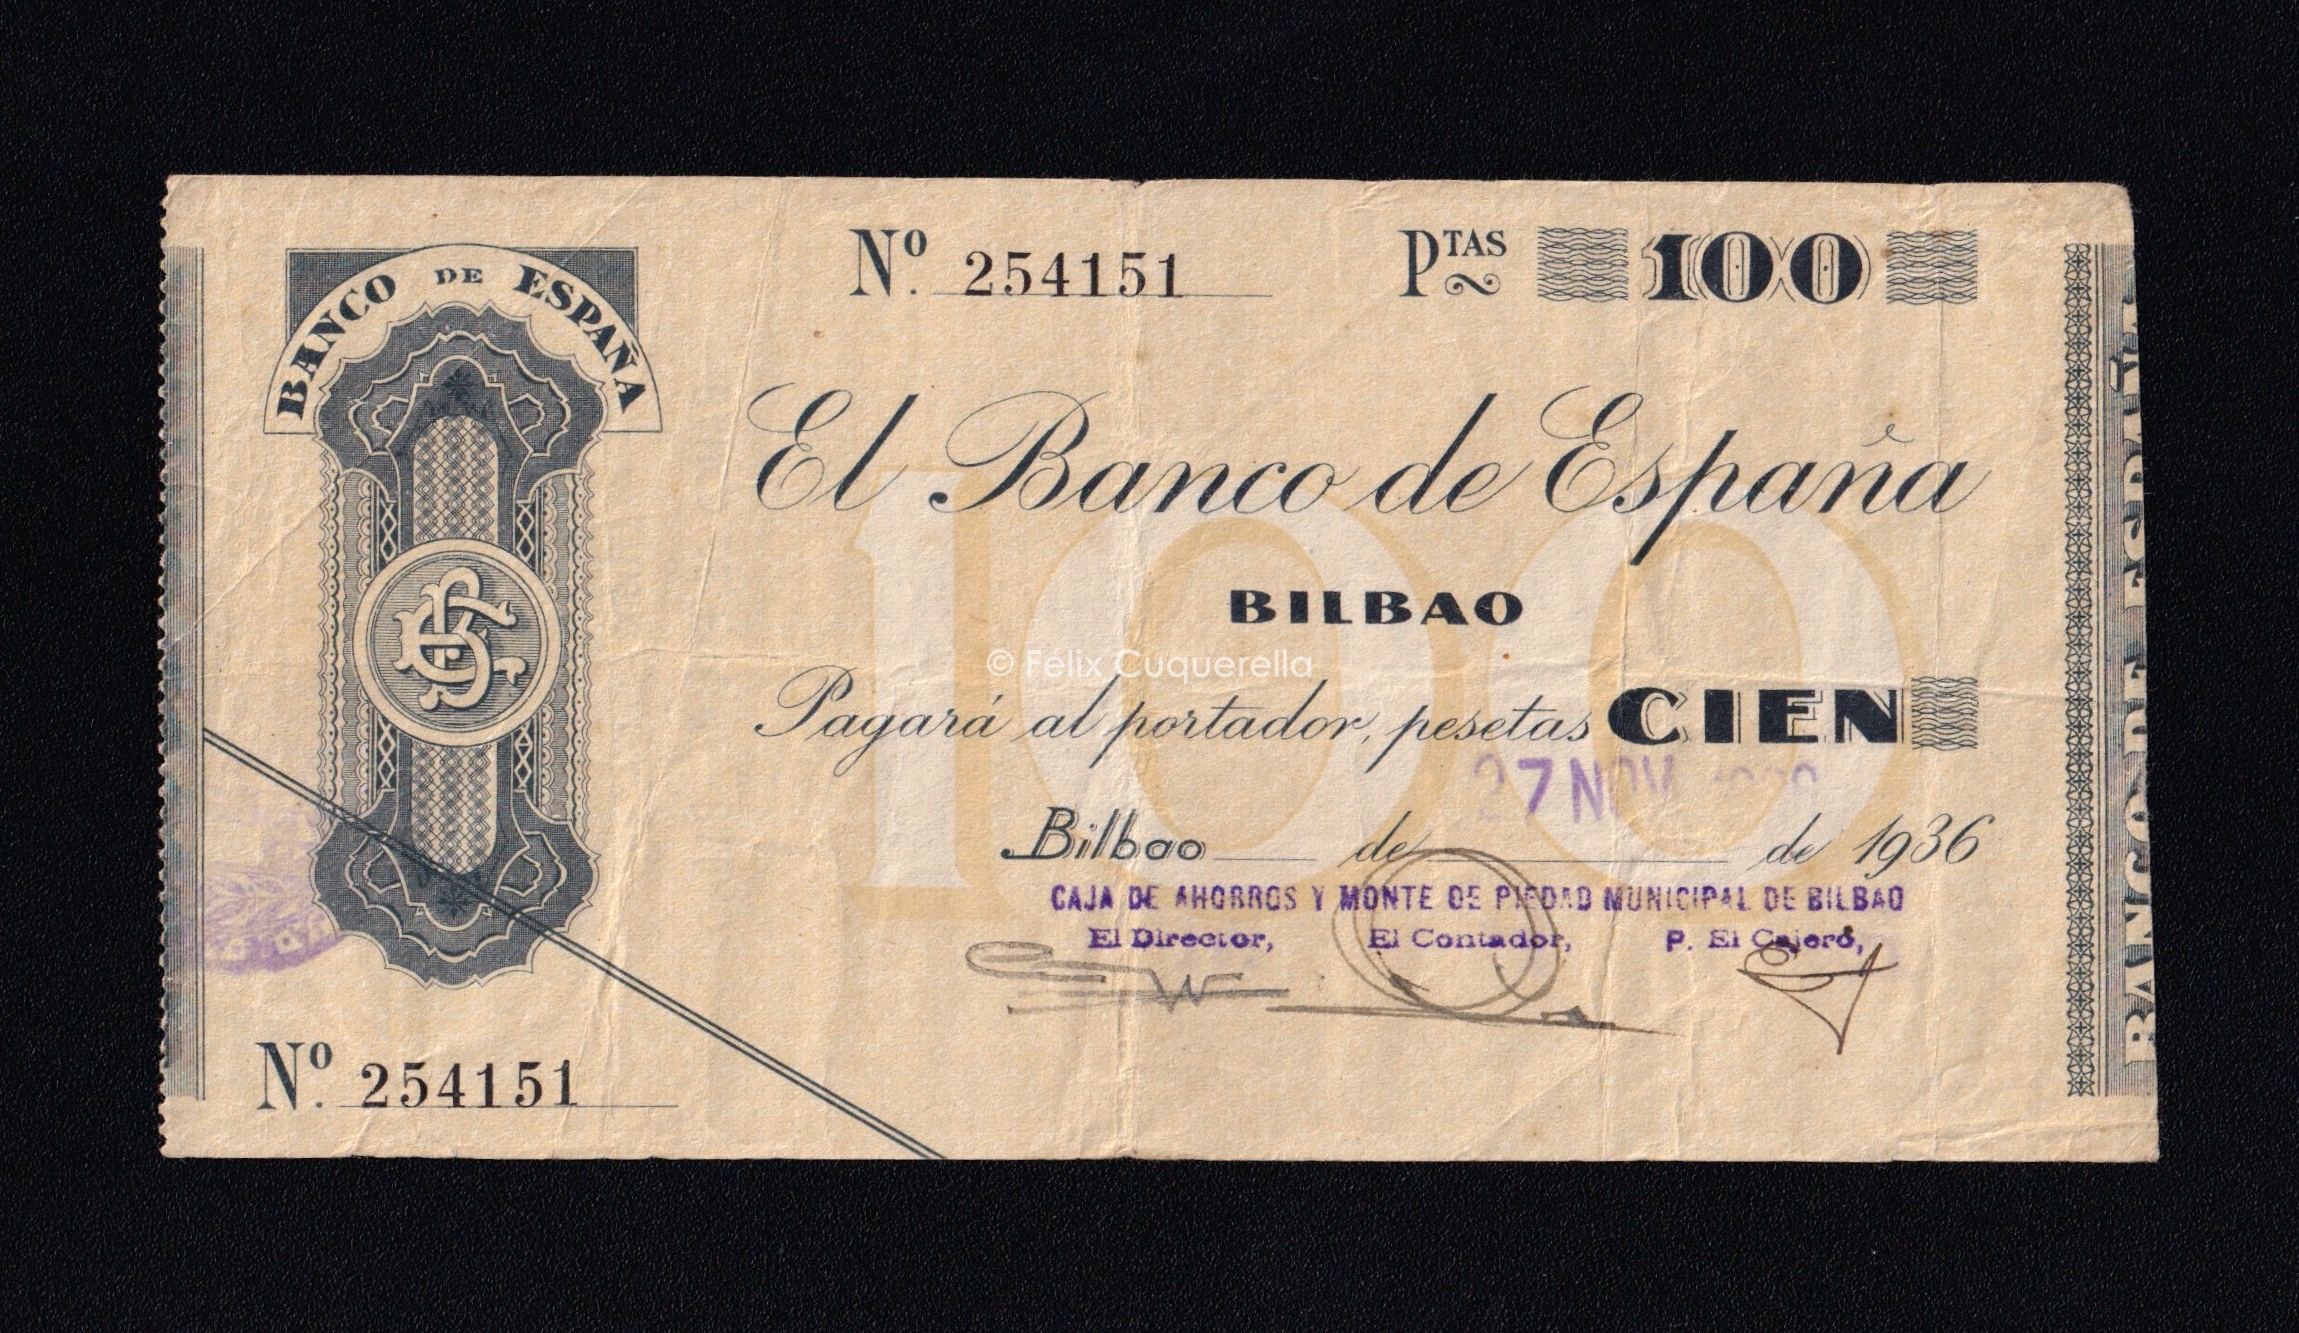 BANCO DE ESPAÑA
Nº. 254151
PTAS 100
El Banco de España
100
BILBAO
© Félix Cuquerella
Pagará al portador, pesetas CIEN
27 NOV
Bilbao de de 1936
CAJA DE AHORROS Y MONTE DE PIEDAD MUNICIPAL DE BILBAO
El Director, El Contador, P. El Cajero,
Nº. 254151
BANCO DE ESPAÑA